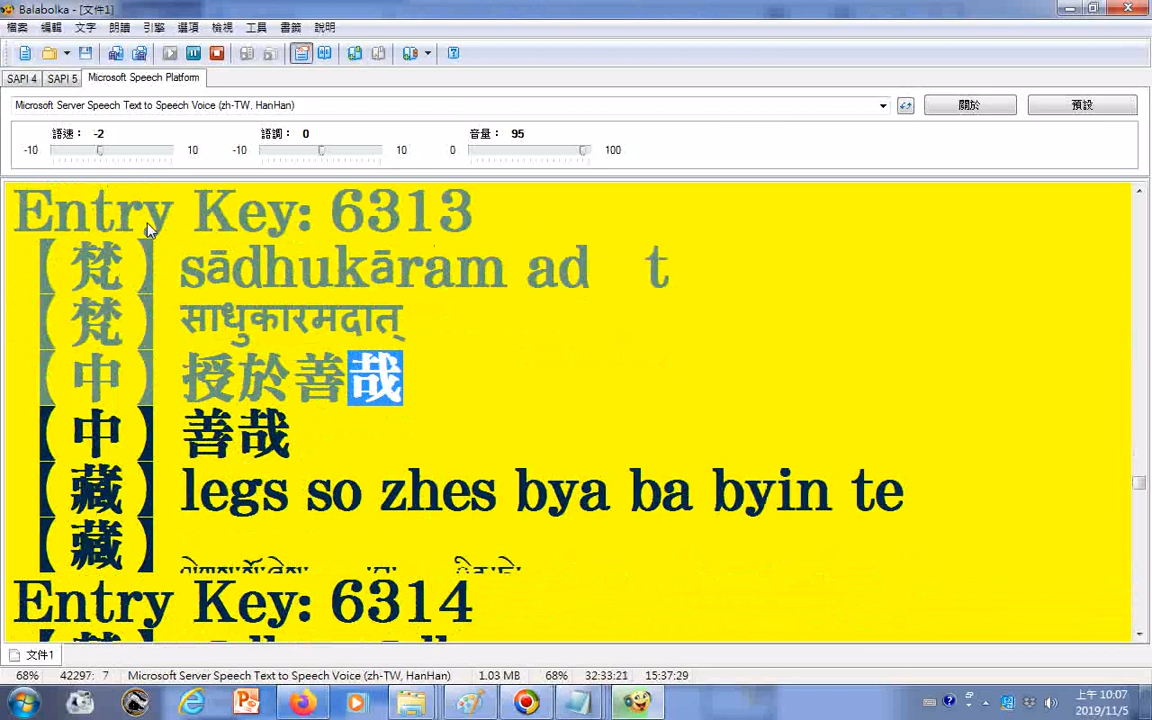 Balabolka - [文件1]
檔案 編輯 文字 朗讀 引擎 選項 檢視 工具 書籤 說明
SAPI 4 SAPI 5 Microsoft Speech Platform
Microsoft Server Speech Text to Speech Voice (zh-TW, HanHan) 關於 預設
語速： -2 語調： 0 音量： 95
-10 10 -10 10 0 100
Entry Key: 6313
【梵】 sādhukāram ad t
【梵】 साधुकारमदात्
【中】 授於善哉
【中】 善哉
【藏】 legs so zhes bya ba byin te
【藏】
Entry Key: 6314
文件1
68% 42297: 7 Microsoft Server Speech Text to Speech Voice (zh-TW, HanHan) 1.03 MB 68% 32:33:21 15:37:29
上午 10:07
2019/11/5